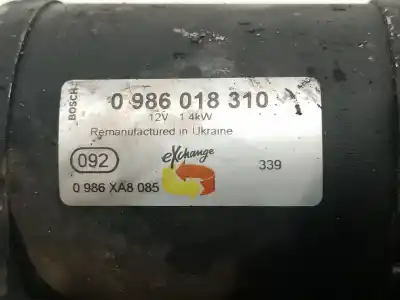 BOSCH
0 986 018 310
12V 1.4kW
Remanufactured in Ukraine
092
eXchange
339
0 986 XA8 085